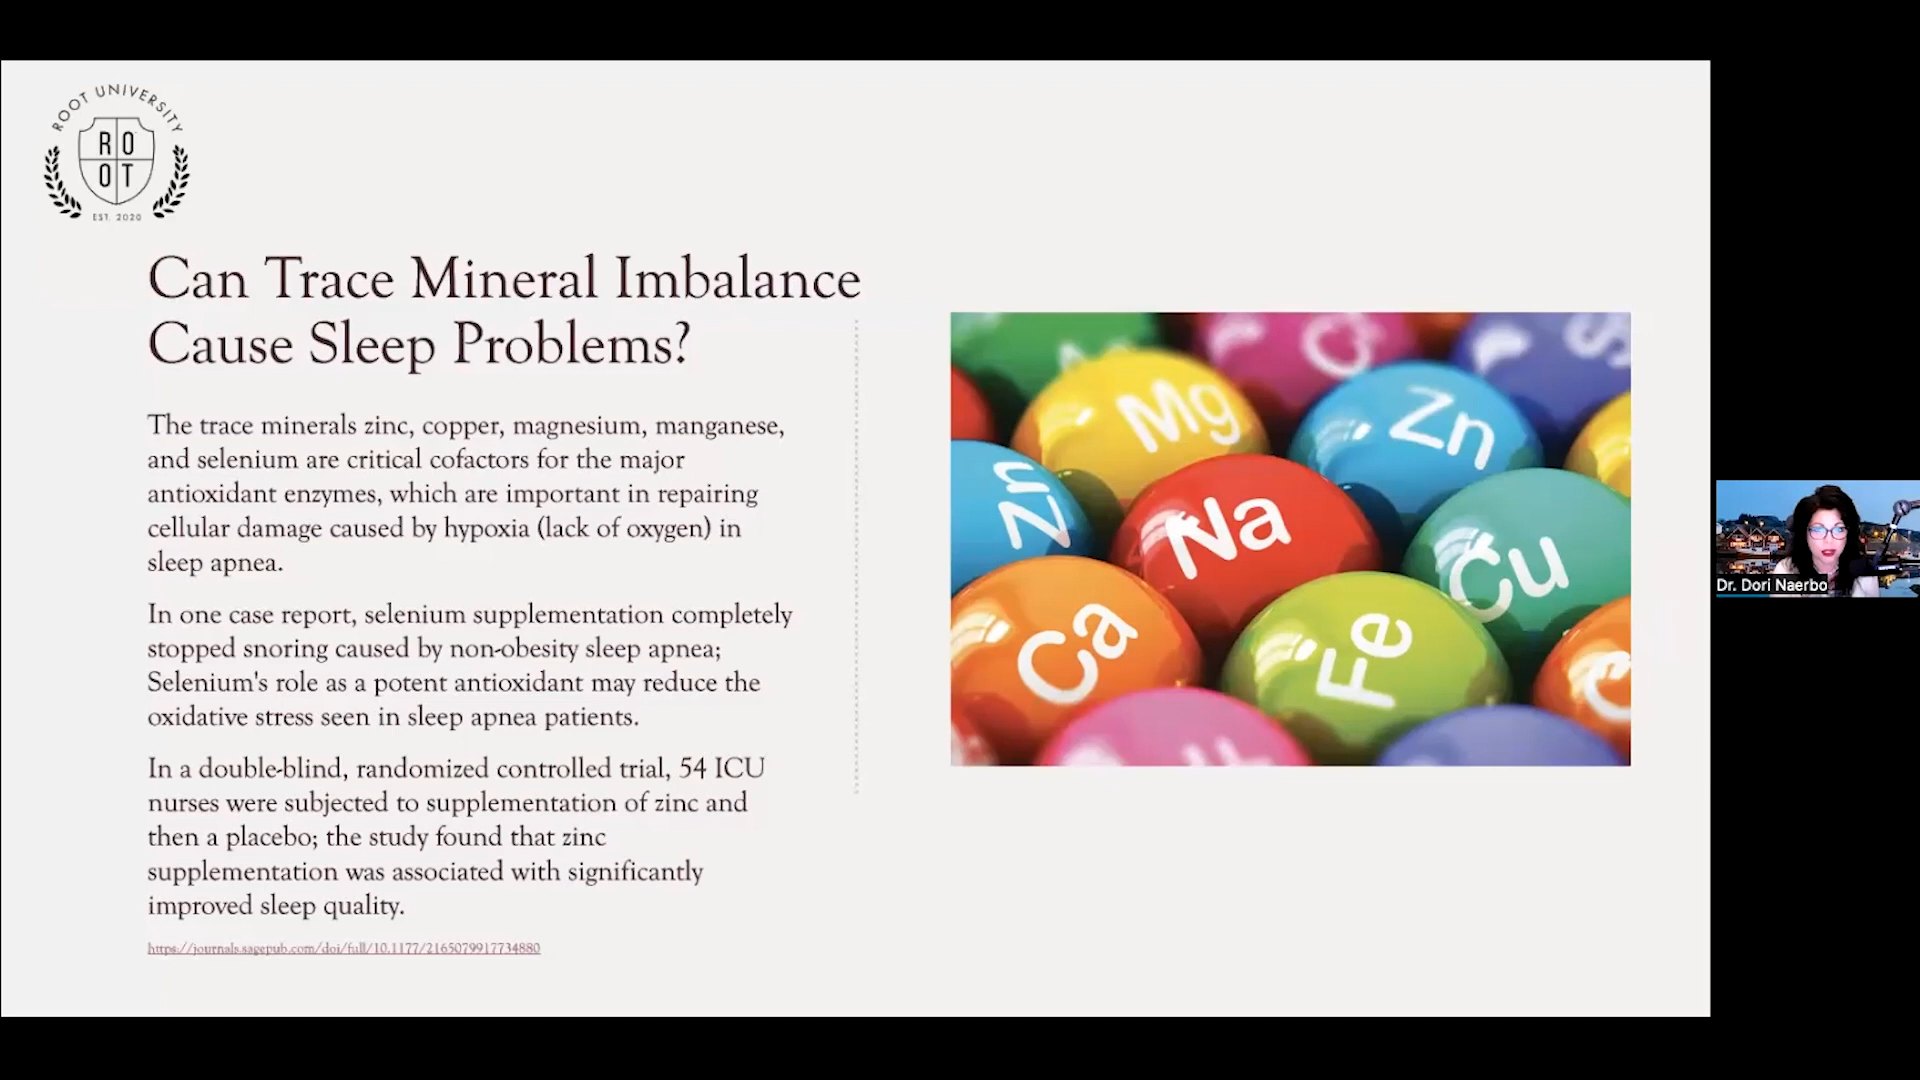 ROOT UNIVERSITY
RO
OT
EST. 2020
Can Trace Mineral Imbalance
Cause Sleep Problems?
The trace minerals zinc, copper, magnesium, manganese,
and selenium are critical cofactors for the major
antioxidant enzymes, which are important in repairing
cellular damage caused by hypoxia (lack of oxygen) in
sleep apnea.
In one case report, selenium supplementation completely
stopped snoring caused by non-obesity sleep apnea;
Selenium's role as a potent antioxidant may reduce the
oxidative stress seen in sleep apnea patients.
In a double-blind, randomized controlled trial, 54 ICU
nurses were subjected to supplementation of zinc and
then a placebo; the study found that zinc
supplementation was associated with significantly
improved sleep quality.
https://journals.sagepub.com/doi/full/10.1177/2165079917734880
Mg
Zn
Zn
Na
Cu
Ca
Fe
Dr. Dori Naerbo